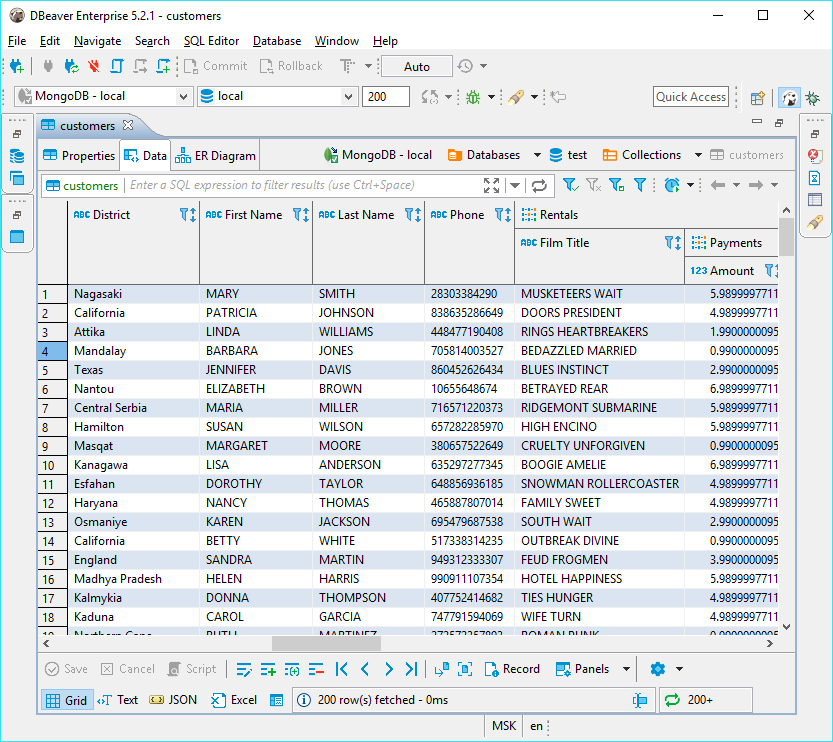 DBeaver Enterprise 5.2.1 - customers
File Edit Navigate Search SQL Editor Database Window Help
Commit Rollback Auto
MongoDB - local local 200 Quick Access
customers
Properties Data ER Diagram MongoDB - local Databases test Collections customers
customers Enter a SQL expression to filter results (use Ctrl+Space)
ABC District ABC First Name ABC Last Name ABC Phone Rentals
ABC Film Title Payments
123 Amount
1 Nagasaki MARY SMITH 28303384290 MUSKETEERS WAIT 5.9899997711
2 California PATRICIA JOHNSON 838635286649 DOORS PRESIDENT 4.9899997711
3 Attika LINDA WILLIAMS 448477190408 RINGS HEARTBREAKERS 1.9900000095
4 Mandalay BARBARA JONES 705814003527 BEDAZZLED MARRIED 0.9900000095
5 Texas JENNIFER DAVIS 860452626434 BLUES INSTINCT 2.9900000095
6 Nantou ELIZABETH BROWN 10655648674 BETRAYED REAR 6.9899997711
7 Central Serbia MARIA MILLER 716571220373 RIDGEMONT SUBMARINE 5.9899997711
8 Hamilton SUSAN WILSON 657282285970 HIGH ENCINO 5.9899997711
9 Masqat MARGARET MOORE 380657522649 CRUELTY UNFORGIVEN 0.9900000095
10 Kanagawa LISA ANDERSON 635297277345 BOOGIE AMELIE 6.9899997711
11 Esfahan DOROTHY TAYLOR 648856936185 SNOWMAN ROLLERCOASTER 4.9899997711
12 Haryana NANCY THOMAS 465887807014 FAMILY SWEET 4.9899997711
13 Osmaniye KAREN JACKSON 695479687538 SOUTH WAIT 2.9900000095
14 California BETTY WHITE 517338314235 OUTBREAK DIVINE 0.9900000095
15 England SANDRA MARTIN 949312333307 FEUD FROGMEN 3.9900000095
16 Madhya Pradesh HELEN HARRIS 990911107354 HOTEL HAPPINESS 5.9899997711
17 Kalmykia DONNA THOMPSON 407752414682 TIES HUNGER 4.9899997711
18 Kaduna CAROL GARCIA 747791594069 WIFE TURN 4.9899997711
Save Cancel Script Record Panels
Grid Text JSON Excel 200 row(s) fetched - 0ms 200+
MSK en